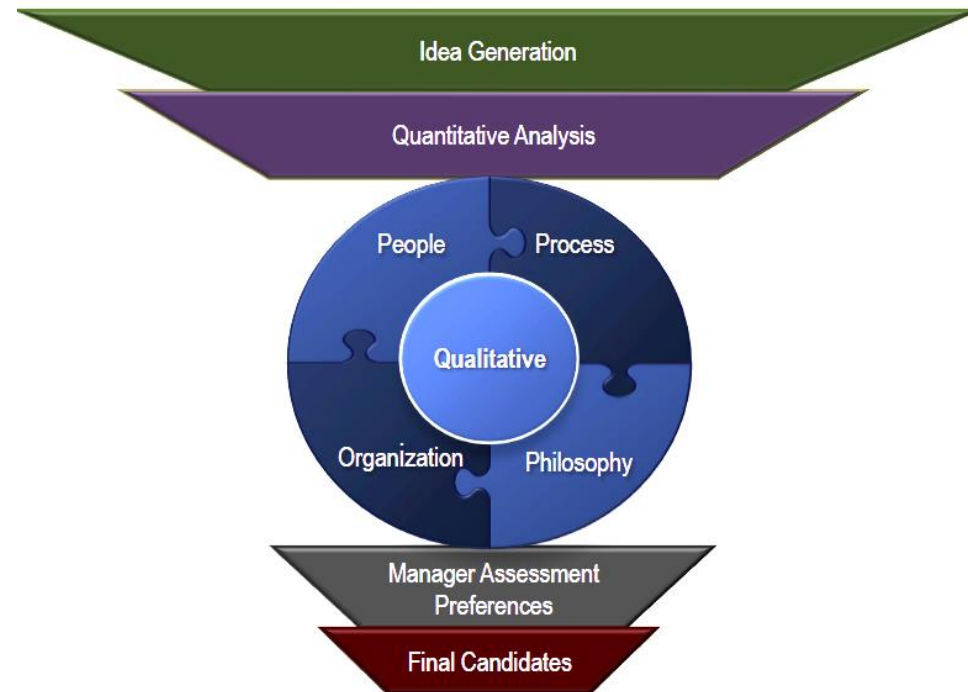 Idea Generation
Quantitative Analysis
People
Process
Qualitative
Organization
Philosophy
Manager Assessment
Preferences
Final Candidates